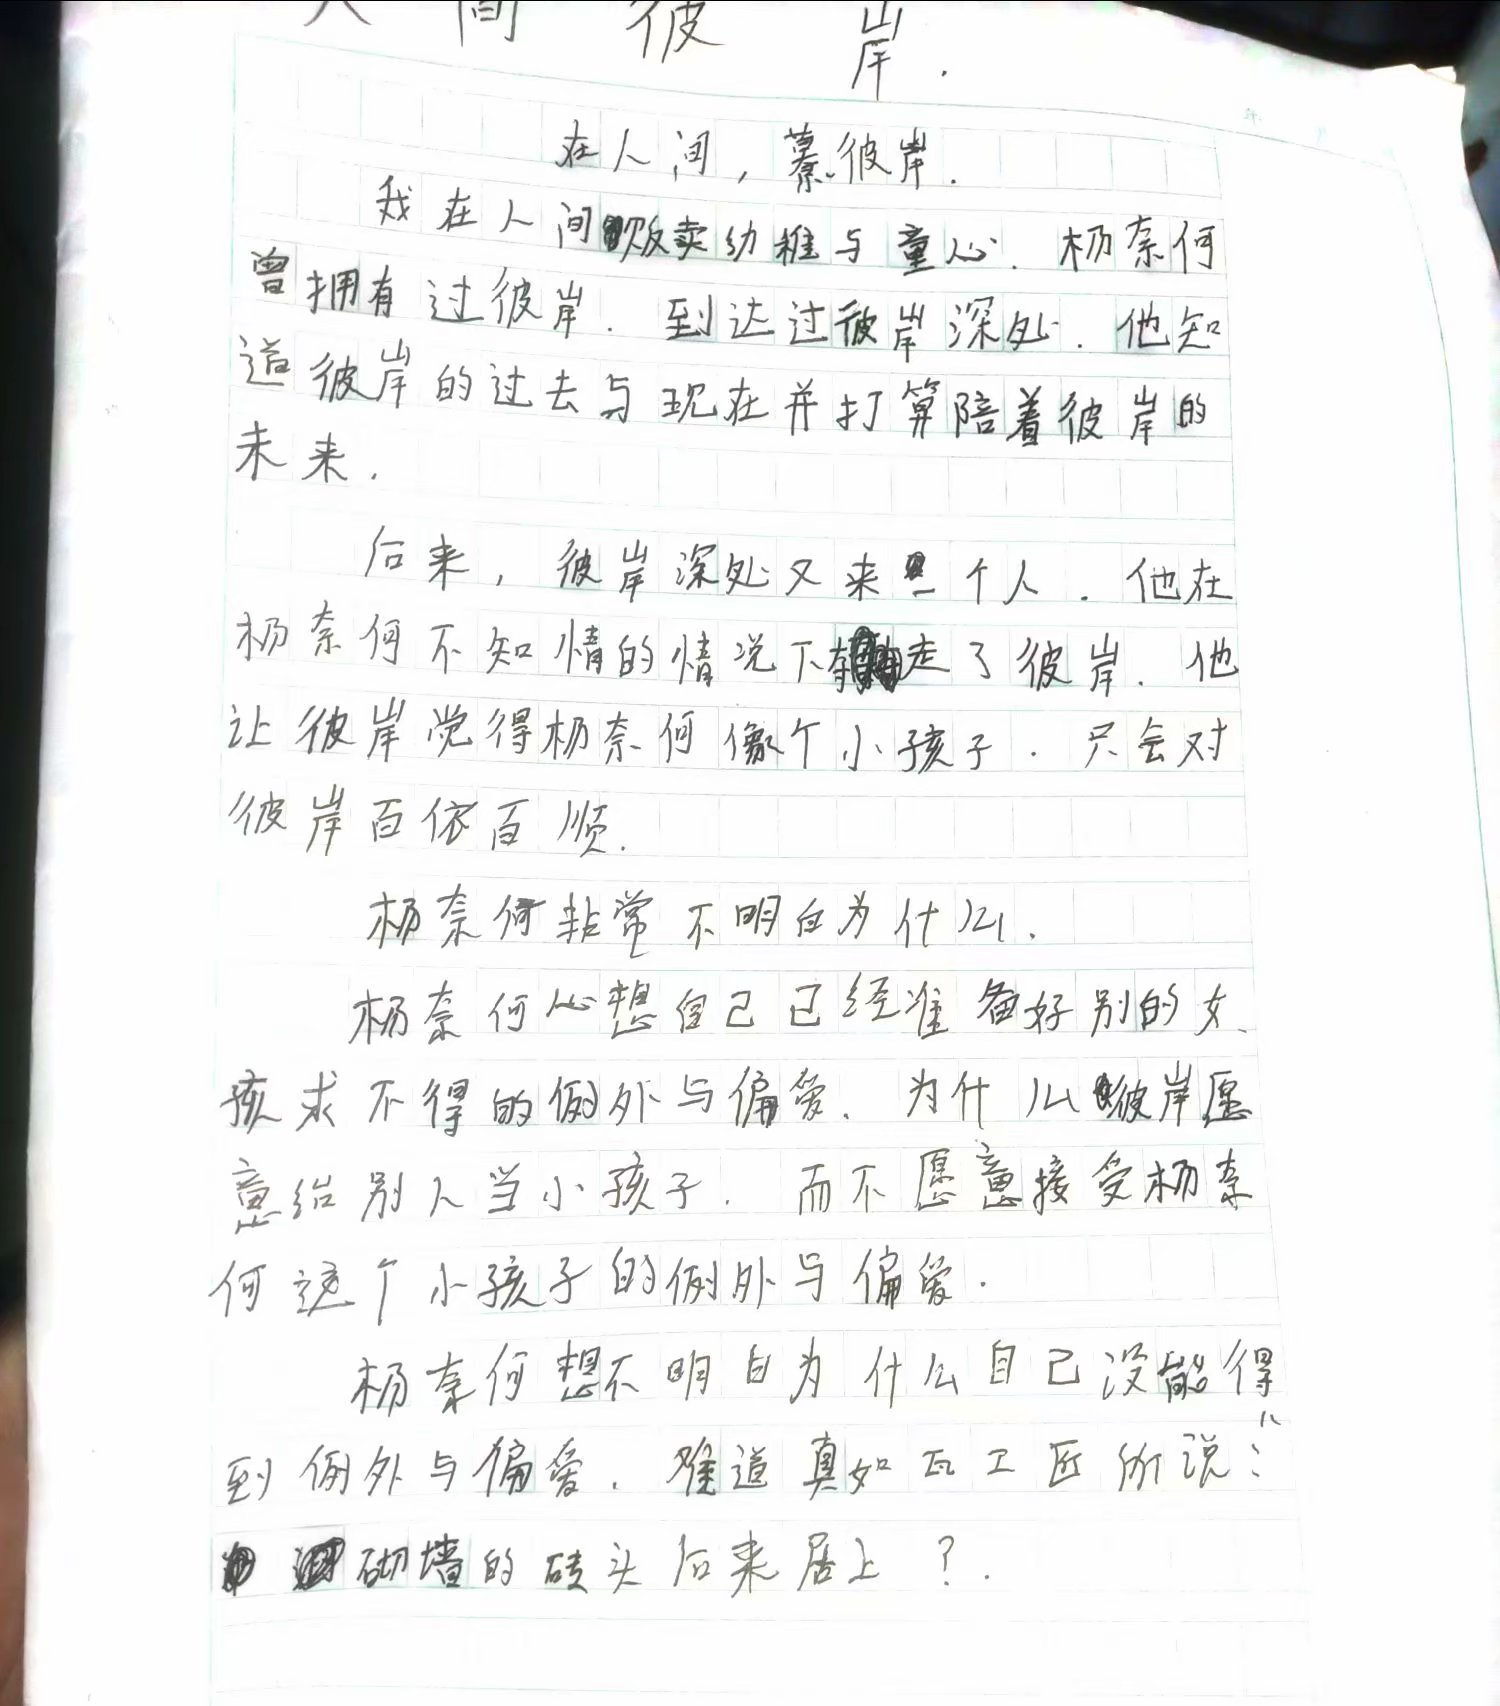 人间彼岸.
在人间，慕彼岸.
我在人间贩卖幼稚与童心.杨奈何
曾拥有过彼岸.到达过彼岸深处.他知
道彼岸的过去与现在并打算陪着彼岸的
未来.
后来，彼岸深处又来一个人.他在
杨奈何不知情的情况下夺走了彼岸.他
让彼岸觉得杨奈何像个小孩子.只会对
彼岸百依百顺.
杨奈何非常不明白为什么.
杨奈何心想自己已经准备好别的女
孩求不得的例外与偏爱.为什么彼岸愿
意给别人当小孩子.而不愿意接受杨奈
何这个小孩子的例外与偏爱.
杨奈何想不明白为什么自己没能得
到例外与偏爱.难道真如瓦工匠所说:“
砌墙的砖头后来居上？.